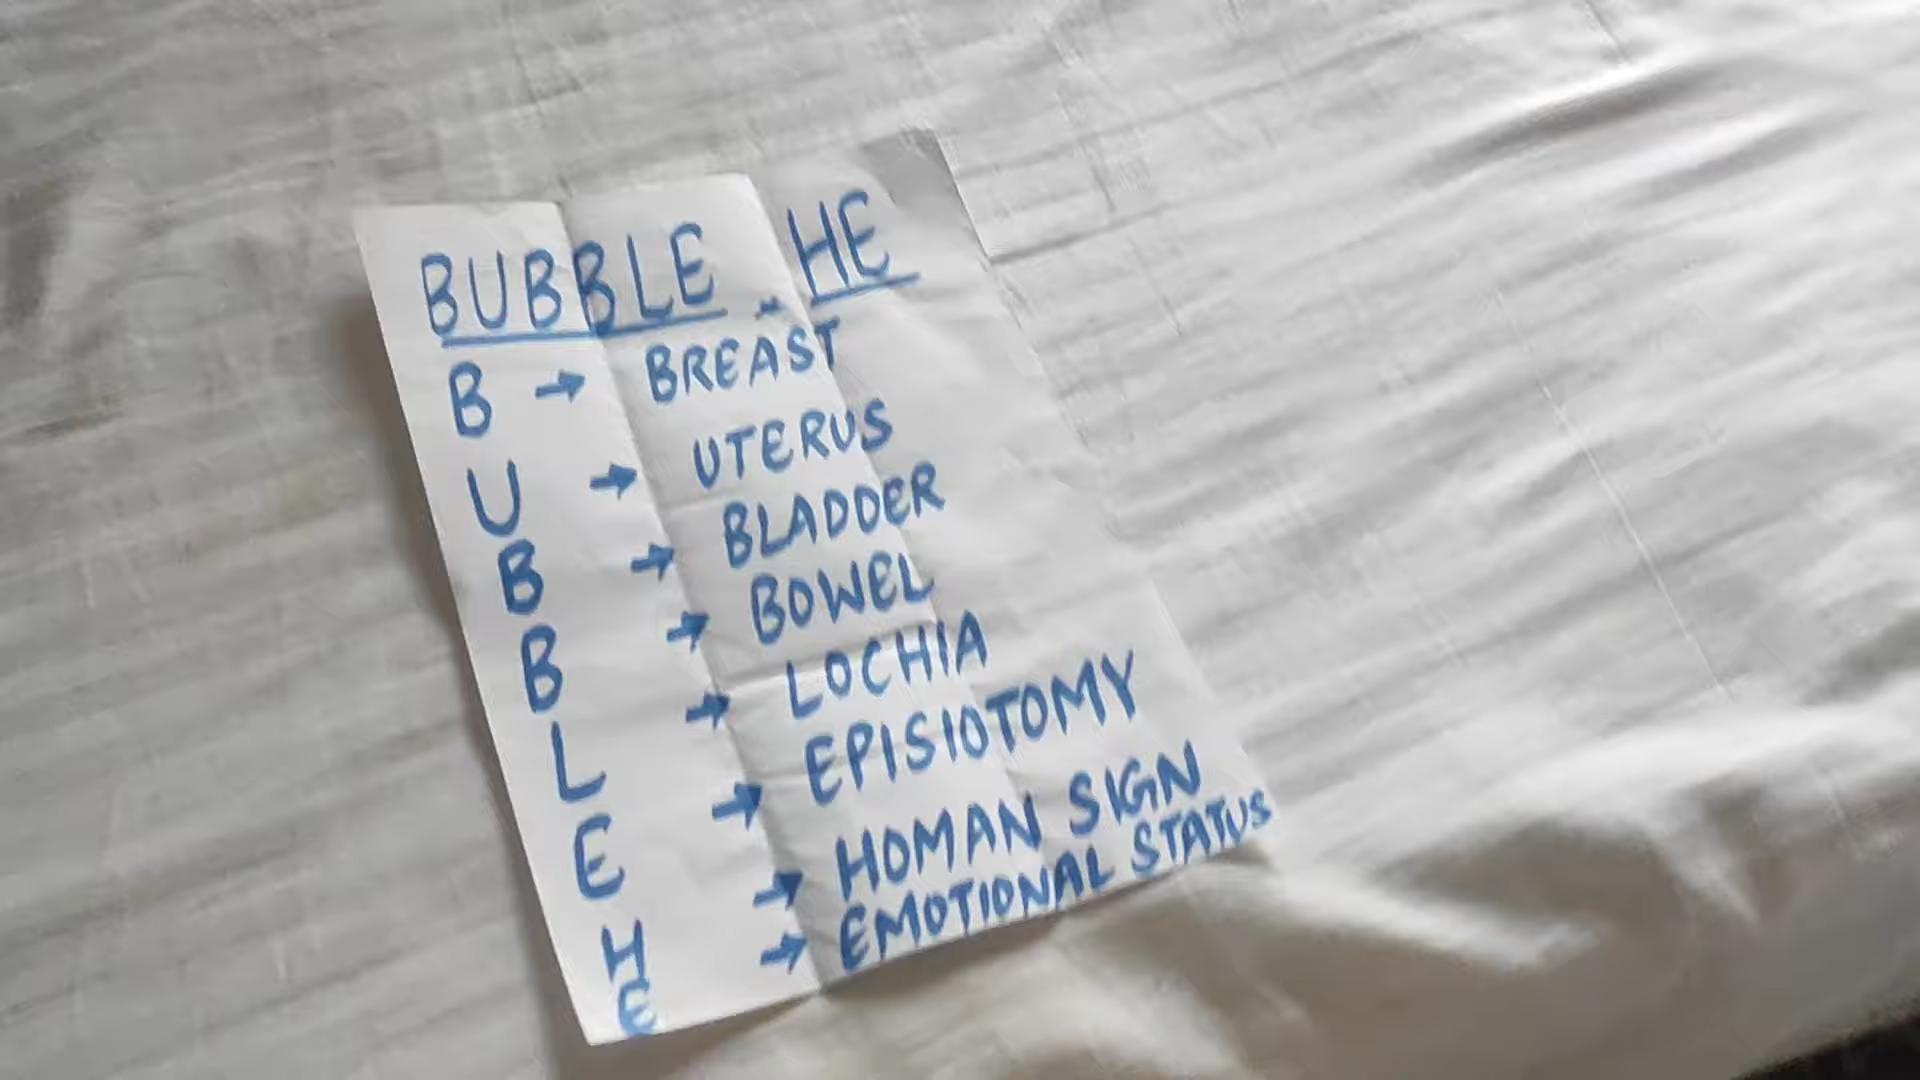 BUBBLE - HE
B → BREAST
U → UTERUS
B → BLADDER
B → BOWEL
L → LOCHIA
E → EPISIOTOMY
H → HOMAN SIGN
E → EMOTIONAL STATUS